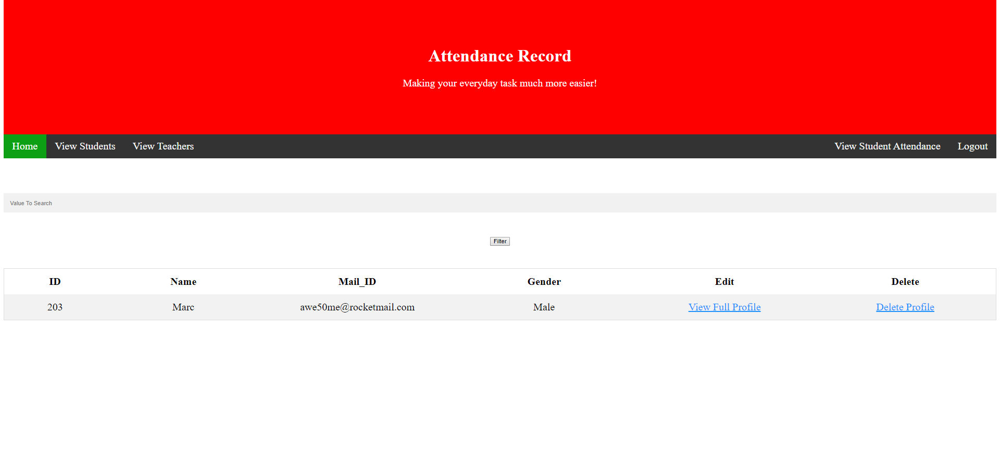 Attendance Record
Making your everyday task much more easier!
Home View Students View Teachers View Student Attendance Logout
Value To Search
Filter
ID Name Mail_ID Gender Edit Delete
203 Marc awe50me@rocketmail.com Male View Full Profile Delete Profile